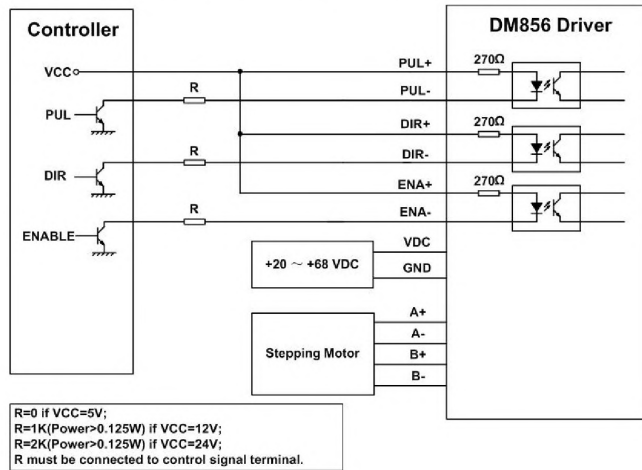 Controller
DM856 Driver
VCC
PUL+
270Ω
R
PUL-
PUL
DIR+
270Ω
R
DIR-
DIR
ENA+
270Ω
R
ENA-
ENABLE
VDC
+20 ～ +68 VDC
GND
A+
A-
Stepping Motor
B+
B-
R=0 if VCC=5V;
R=1K(Power>0.125W) if VCC=12V;
R=2K(Power>0.125W) if VCC=24V;
R must be connected to control signal terminal.